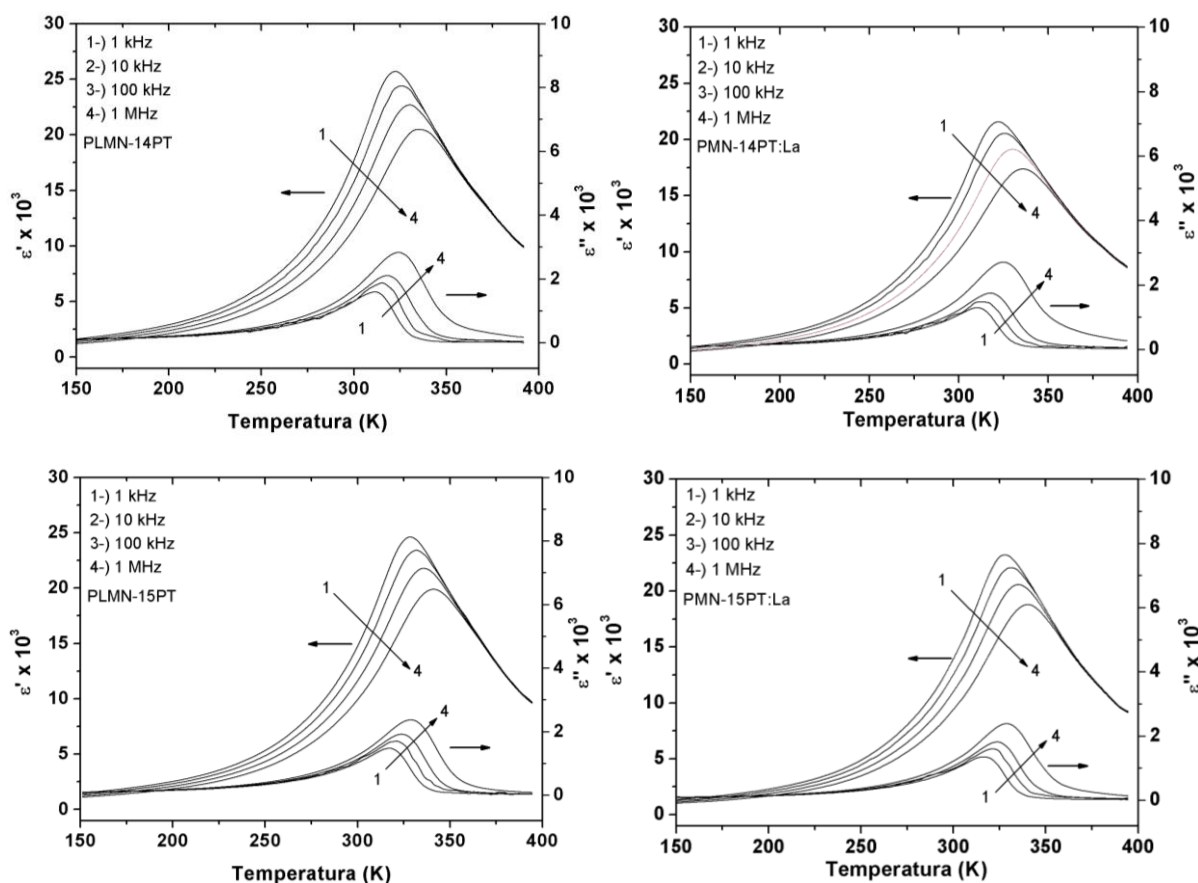 30
25
20
15
10
5
0
ε' x 10³
1-) 1 kHz
2-) 10 kHz
3-) 100 kHz
4-) 1 MHz
PLMN-14PT
1
4
4
1
10
8
6
4
2
0
ε'' x 10³
150 200 250 300 350 400
Temperatura (K)
30
25
20
15
10
5
0
ε' x 10³
1-) 1 kHz
2-) 10 kHz
3-) 100 kHz
4-) 1 MHz
PMN-14PT:La
1
4
4
1
10
8
6
4
2
0
ε'' x 10³
150 200 250 300 350 400
Temperatura (K)
30
25
20
15
10
5
0
ε' x 10³
1-) 1 kHz
2-) 10 kHz
3-) 100 kHz
4-) 1 MHz
PLMN-15PT
1
4
4
1
10
8
6
4
2
0
ε'' x 10³
150 200 250 300 350 400
Temperatura (K)
30
25
20
15
10
5
0
ε' x 10³
1-) 1 kHz
2-) 10 kHz
3-) 100 kHz
4-) 1 MHz
PMN-15PT:La
1
4
4
1
10
8
6
4
2
0
ε'' x 10³
150 200 250 300 350 400
Temperatura (K)